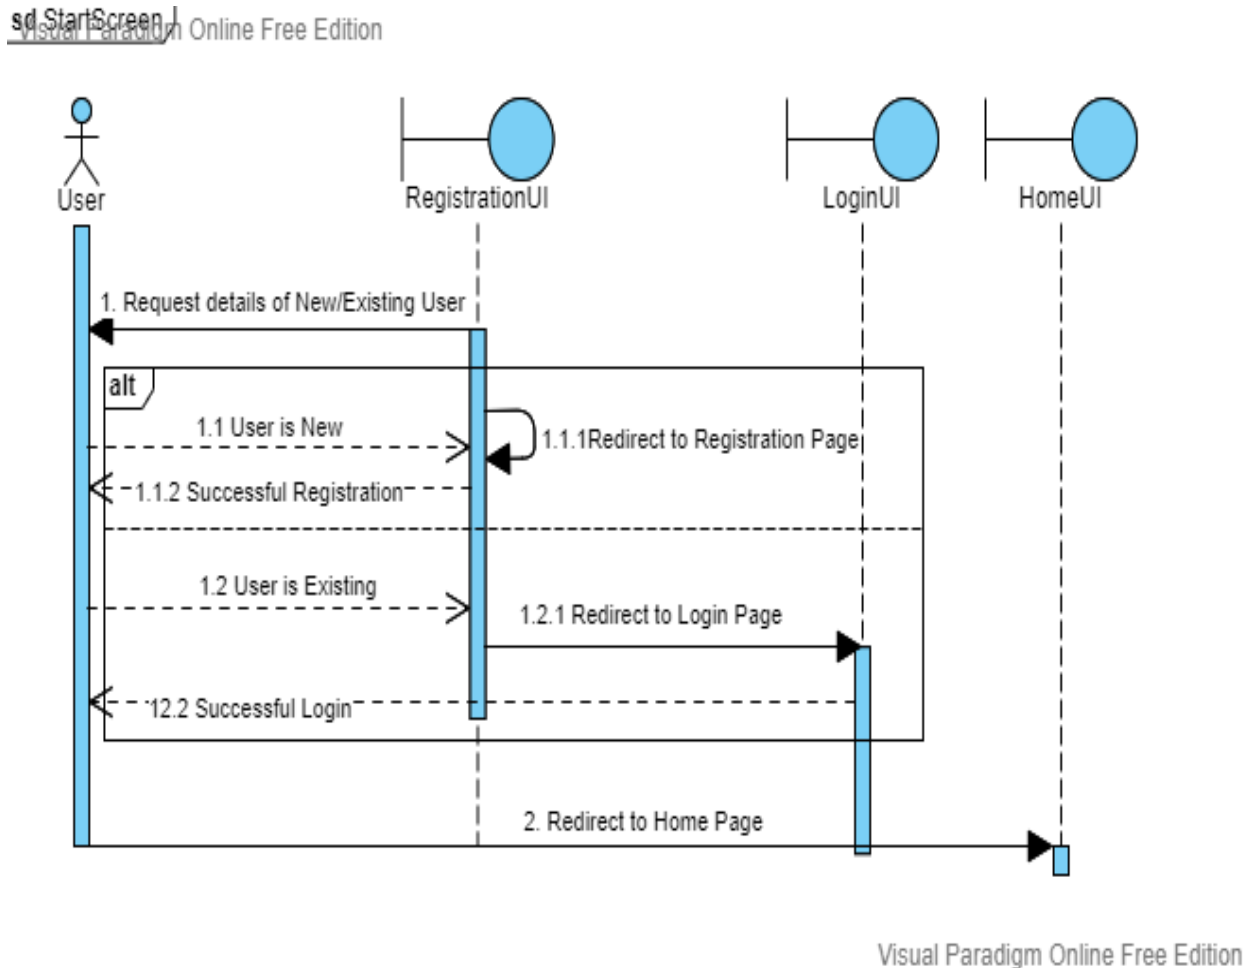 sd StartScreen
Visual Paradigm Online Free Edition
User
RegistrationUI
LoginUI
HomeUI
1. Request details of New/Existing User
alt
1.1 User is New
1.1.1Redirect to Registration Page
1.1.2 Successful Registration
1.2 User is Existing
1.2.1 Redirect to Login Page
12.2 Successful Login
2. Redirect to Home Page
Visual Paradigm Online Free Edition